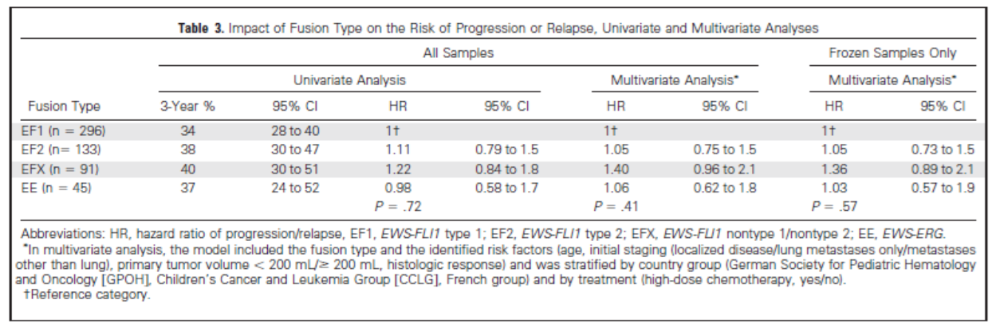 Table 3. Impact of Fusion Type on the Risk of Progression or Relapse, Univariate and Multivariate Analyses
All Samples Frozen Samples Only
Univariate Analysis Multivariate Analysis* Multivariate Analysis*
Fusion Type 3-Year % 95% CI HR 95% CI HR 95% CI HR 95% CI
EF1 (n = 296) 34 28 to 40 1† 1† 1†
EF2 (n= 133) 38 30 to 47 1.11 0.79 to 1.5 1.05 0.75 to 1.5 1.05 0.73 to 1.5
EFX (n = 91) 40 30 to 51 1.22 0.84 to 1.8 1.40 0.96 to 2.1 1.36 0.89 to 2.1
EE (n = 45) 37 24 to 52 0.98 0.58 to 1.7 1.06 0.62 to 1.8 1.03 0.57 to 1.9
P = .72 P = .41 P = .57
Abbreviations: HR, hazard ratio of progression/relapse, EF1, EWS-FLI1 type 1; EF2, EWS-FLI1 type 2; EFX, EWS-FLI1 nontype 1/nontype 2; EE, EWS-ERG.
*In multivariate analysis, the model included the fusion type and the identified risk factors (age, initial staging (localized disease/lung metastases only/metastases
other than lung), primary tumor volume < 200 mL/≥ 200 mL, histologic response) and was stratified by country group (German Society for Pediatric Hematology
and Oncology [GPOH], Children's Cancer and Leukemia Group [CCLG], French group) and by treatment (high-dose chemotherapy, yes/no).
†Reference category.